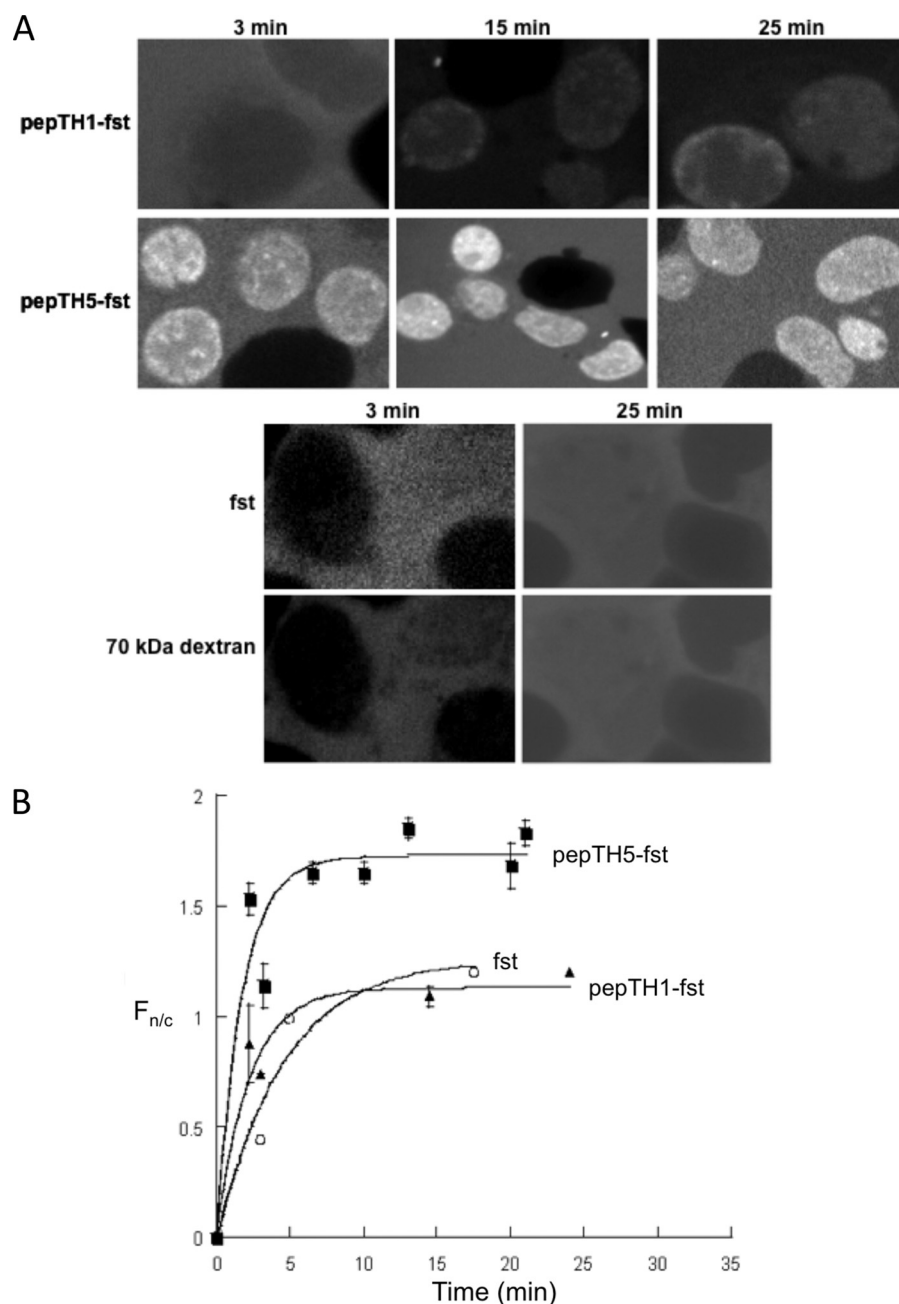 A
3 min 15 min 25 min
pepTH1-fst
pepTH5-fst
3 min 25 min
fst
70 kDa dextran
B
2
1.5
1
0.5
0
F n/c
pepTH5-fst
fst
pepTH1-fst
0 5 10 15 20 25 30 35
Time (min)